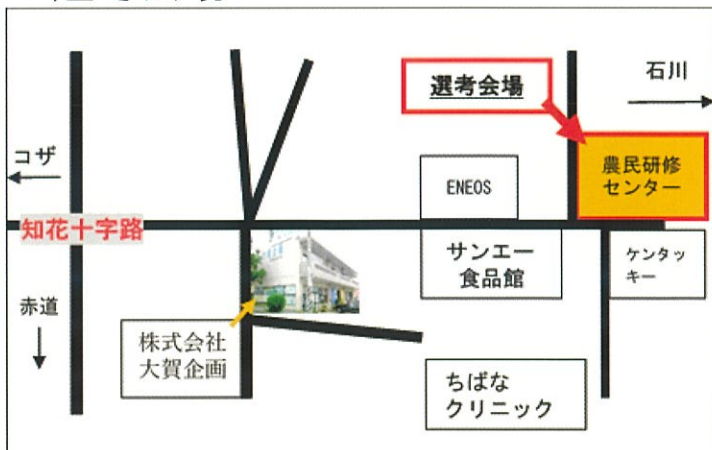 選考会場
石川
コザ
ENEOS
農民研修
センター
知花十字路
サンエー
食品館
ケンタッ
キー
赤道
株式会社
大賀企画
ちばな
クリニック